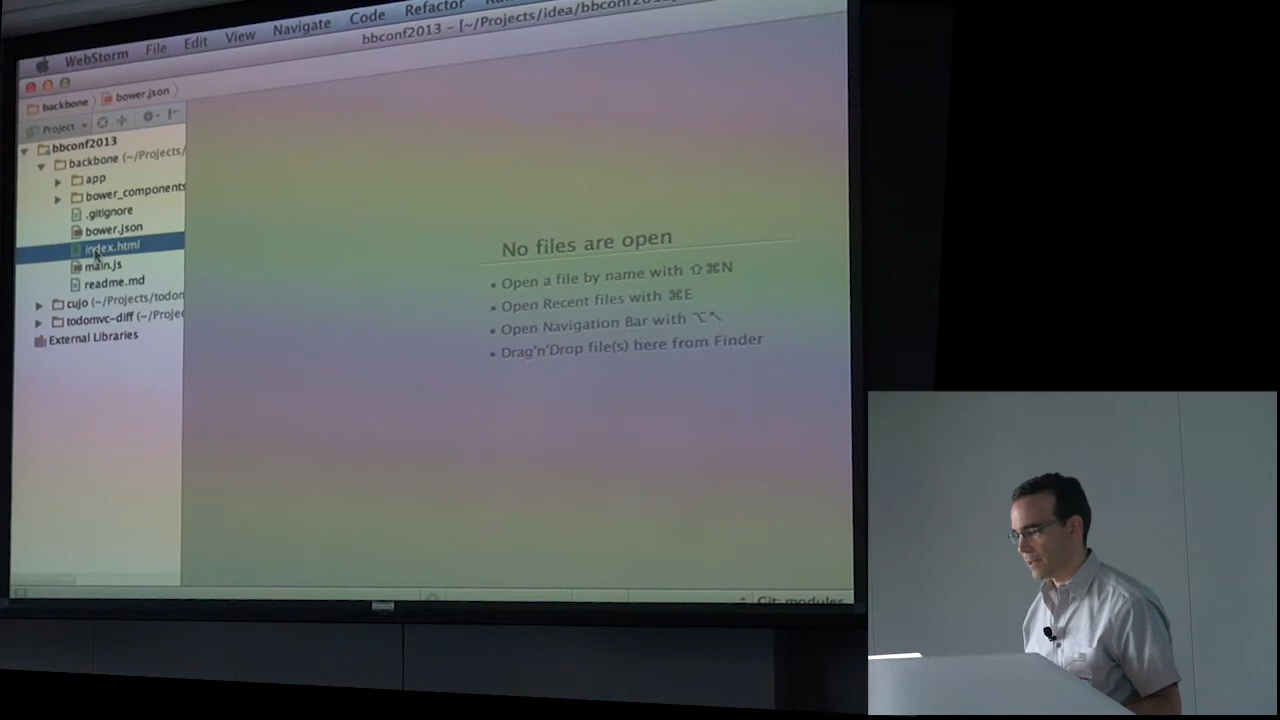 WebStorm File Edit View Navigate Code Refactor
bbconf2013 – [~/Projects/idea/bbconf2013
backbone bower.json
Project
bbconf2013
backbone (~/Projects/
app
bower_components
.gitignore
bower.json
index.html
main.js
readme.md
cujo (~/Projects/todom
todomvc-diff (~/Projec
External Libraries
No files are open
• Open a file by name with ⇧⌘N
• Open Recent files with ⌘E
• Open Navigation Bar with ⌥↖
• Drag'n'Drop file(s) here from Finder
Git: modules